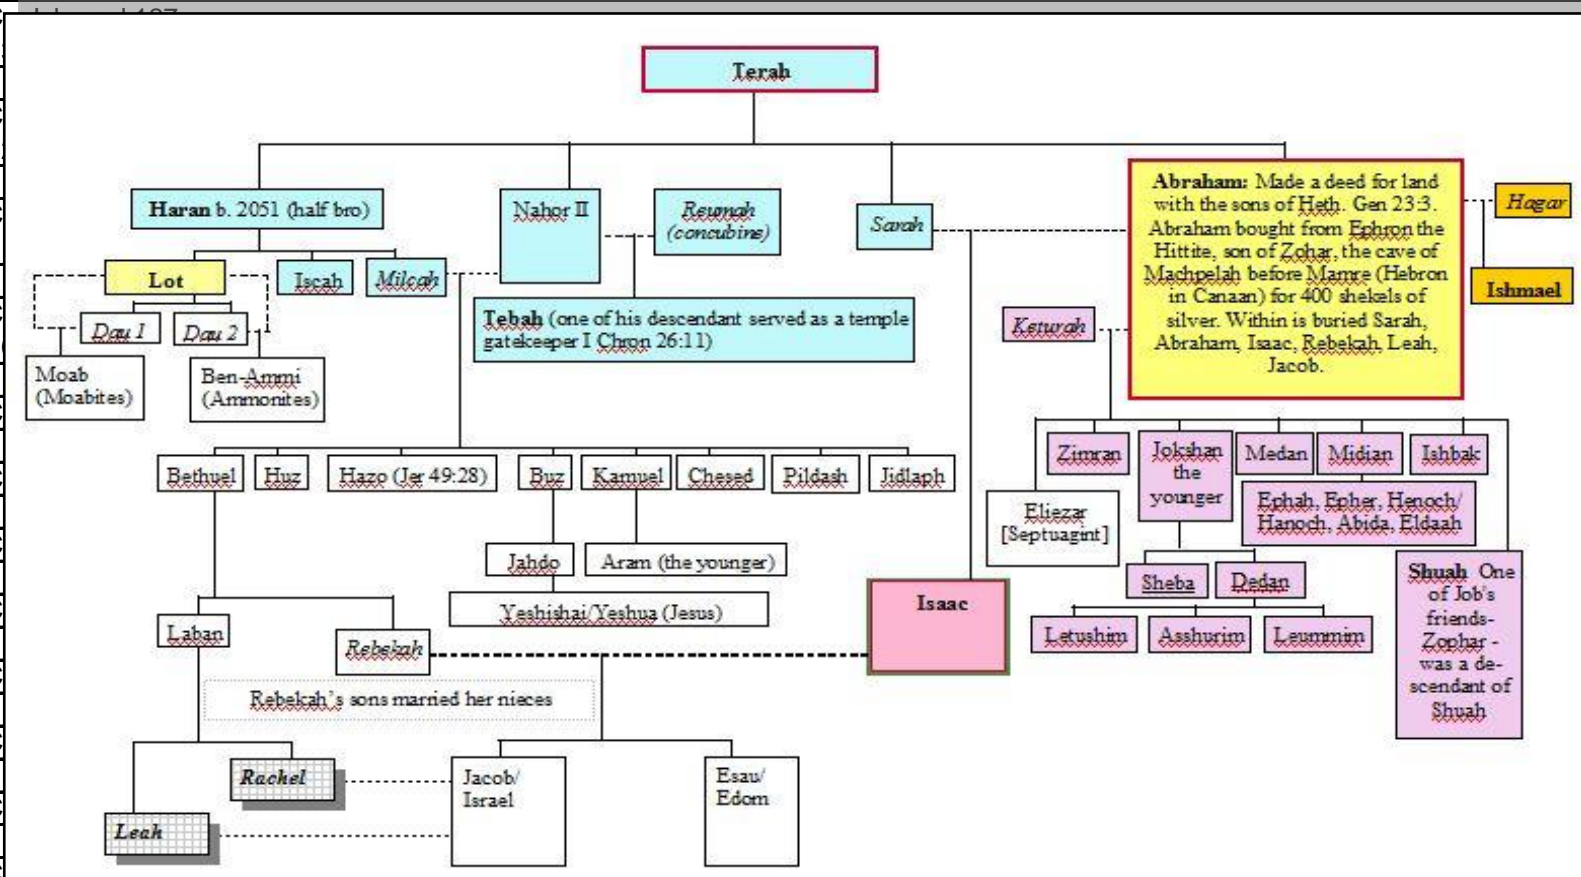 Terah
Haran b. 2051 (half bro)
Nahor II
Reumah
(concubine)
Sarah
Abraham: Made a deed for land
with the sons of Heth. Gen 23:3.
Abraham bought from Ephron the
Hittite, son of Zohar, the cave of
Machpelah before Mamre (Hebron
in Canaan) for 400 shekels of
silver. Within is buried Sarah,
Abraham, Isaac, Rebekah, Leah,
Jacob.
Hagar
Ishmael
Lot
Iscah
Milcah
Dau 1
Dau 2
Tebah (one of his descendant served as a temple
gatekeeper I Chron 26:11)
Keturah
Moab
(Moabites)
Ben-Ammi
(Ammonites)
Bethuel
Huz
Hazo (Jer 49:28)
Buz
Kamuel
Chesed
Pildash
Jidlaph
Zimran
Jokshan
the
younger
Medan
Midian
Ishbak
Eliezar
[Septuagint]
Ephah, Epher, Henoch/
Hanoch, Abida, Eldaah
Jahdo
Aram (the younger)
Sheba
Dedan
Shuah One
of Job's
friends-
Zophar -
was a de-
scendant of
Shuah
Yeshishai/Yeshua (Jesus)
Isaac
Laban
Rebekah
Letushim
Asshurim
Leummim
Rebekah's sons married her nieces
Rachel
Leah
Jacob/
Israel
Esau/
Edom